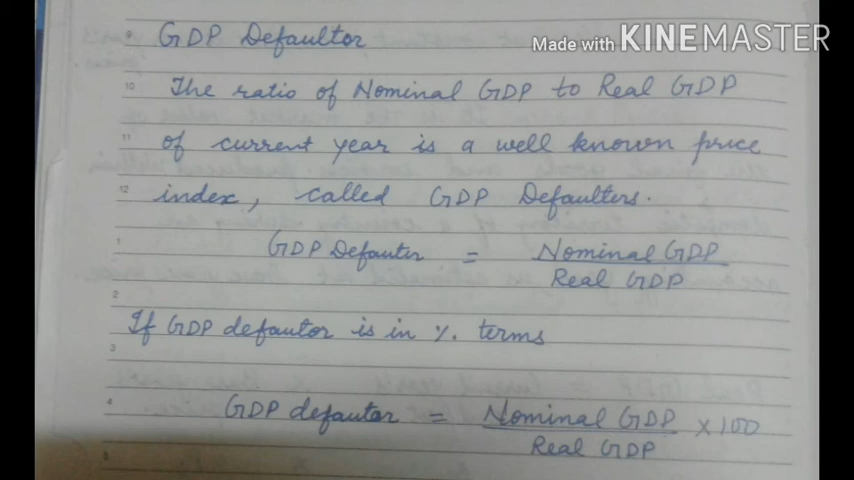 GDP Defaultor
Made with KINEMASTER
The ratio of Nominal GDP to Real GDP
of current year is a well known price
index, called GDP Defaulters.
GDP Defauter = Nominal GDP
Real GDP
If GDP defautor is in %. terms
GDP defautor = Nominal GDP × 100
Real GDP